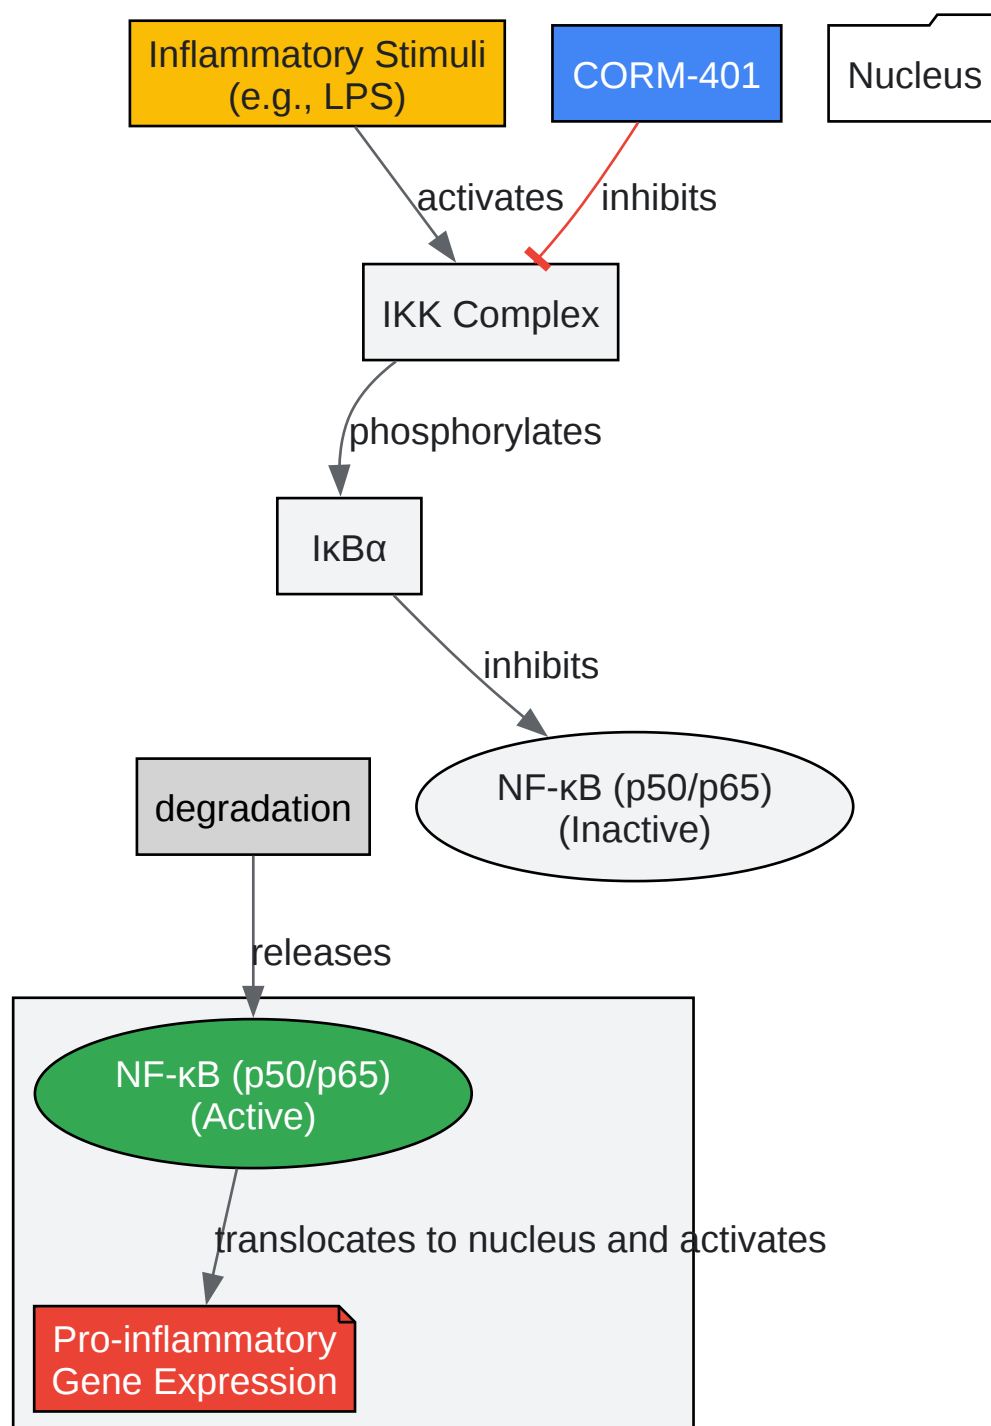 Inflammatory Stimuli
(e.g., LPS)
CORM-401
Nucleus
activates
inhibits
IKK Complex
phosphorylates
IκBα
inhibits
NF-κB (p50/p65)
(Inactive)
degradation
releases
NF-κB (p50/p65)
(Active)
translocates to nucleus and activates
Pro-inflammatory
Gene Expression